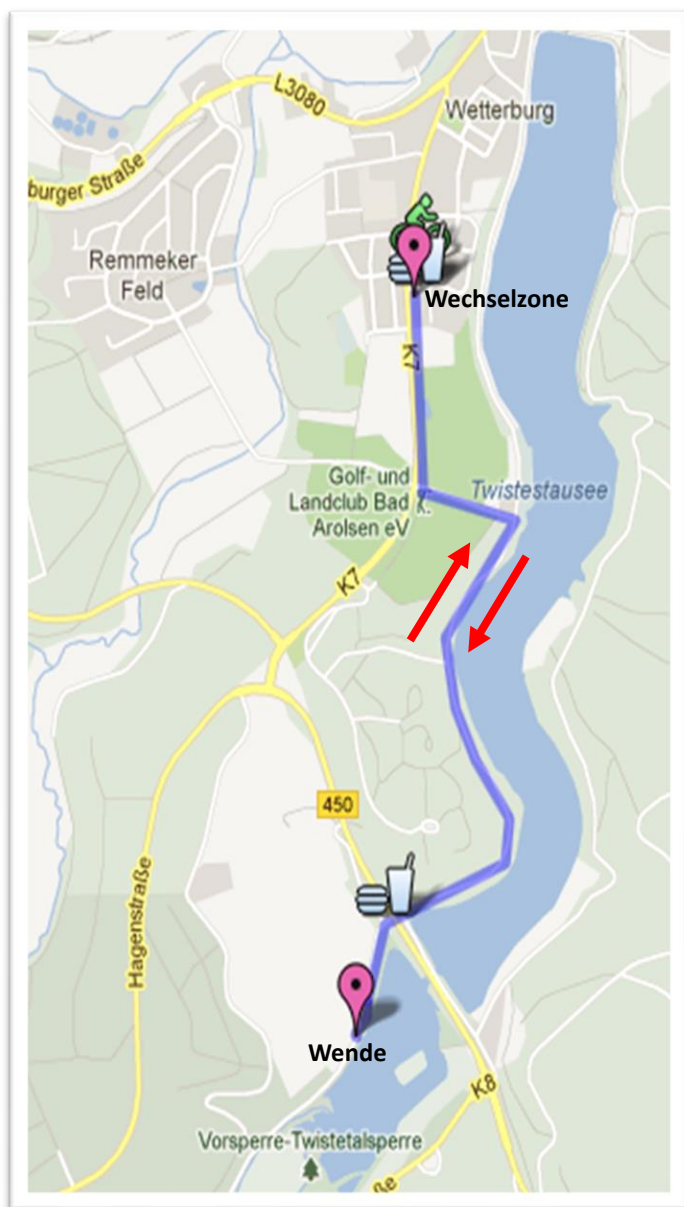 L3080
Wetterburg
burger Straße
Remmeker
Feld
Wechselzone
K7
Golf- und
Landclub Bad
Arolsen eV
K.
Twistestausee
K7
450
Hagenstraße
Wende
K8
Vorsperre-Twistetalsperre
ße